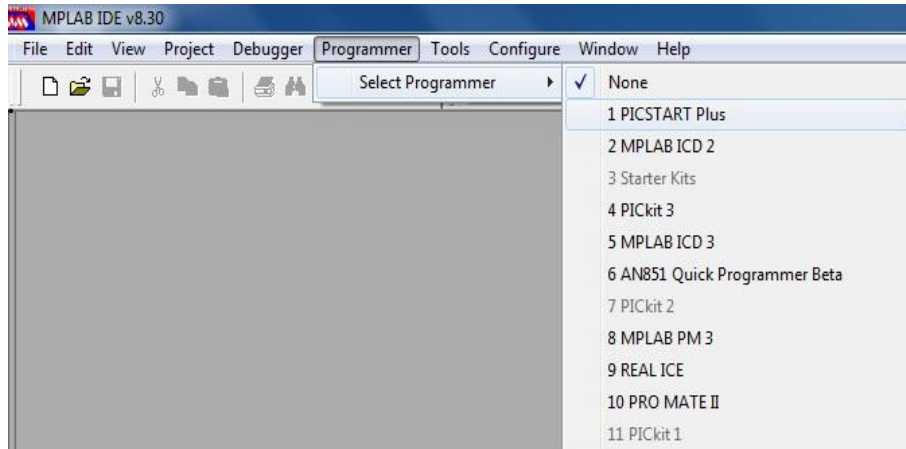 MPLAB IDE v8.30
File Edit View Project Debugger Programmer Tools Configure Window Help
Select Programmer
None
1 PICSTART Plus
2 MPLAB ICD 2
3 Starter Kits
4 PICkit 3
5 MPLAB ICD 3
6 AN851 Quick Programmer Beta
7 PICkit 2
8 MPLAB PM 3
9 REAL ICE
10 PRO MATE II
11 PICkit 1